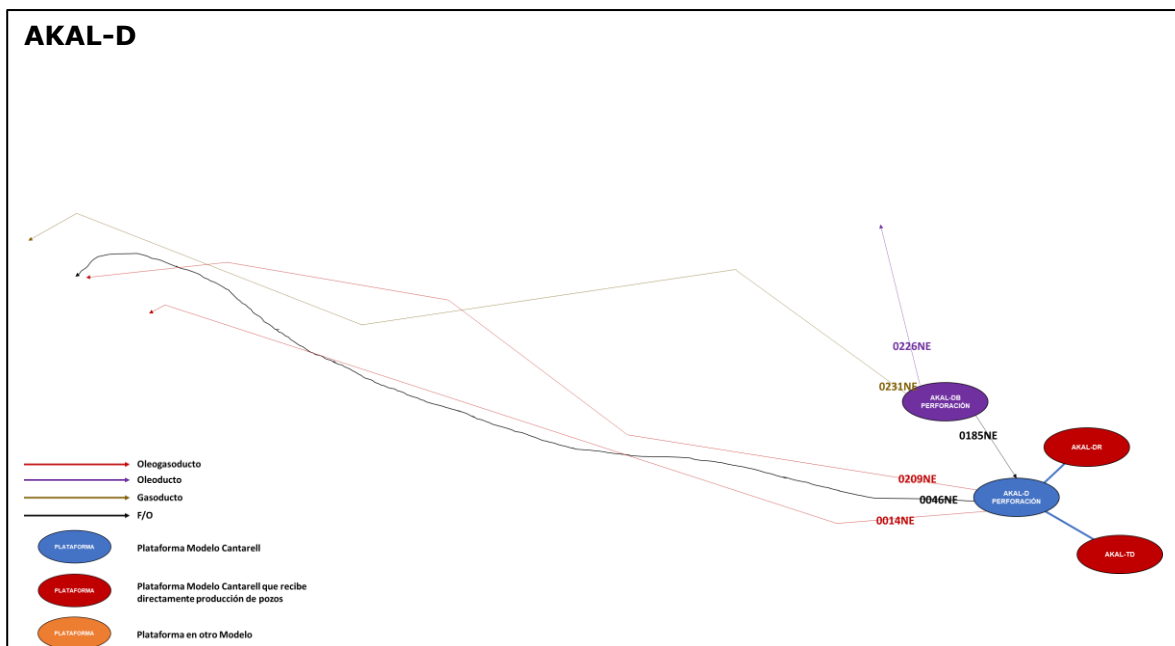 AKAL-D
0226NE
0231NE
AKAL-DB
PERFORACIÓN
0185NE
AKAL-DR
0209NE
AKAL-D
PERFORACIÓN
0046NE
0014NE
AKAL-TD
Oleogasoducto
Oleoducto
Gasoducto
F/O
PLATAFORMA
Plataforma Modelo Cantarell
PLATAFORMA
Plataforma Modelo Cantarell que recibe
directamente producción de pozos
PLATAFORMA
Plataforma en otro Modelo